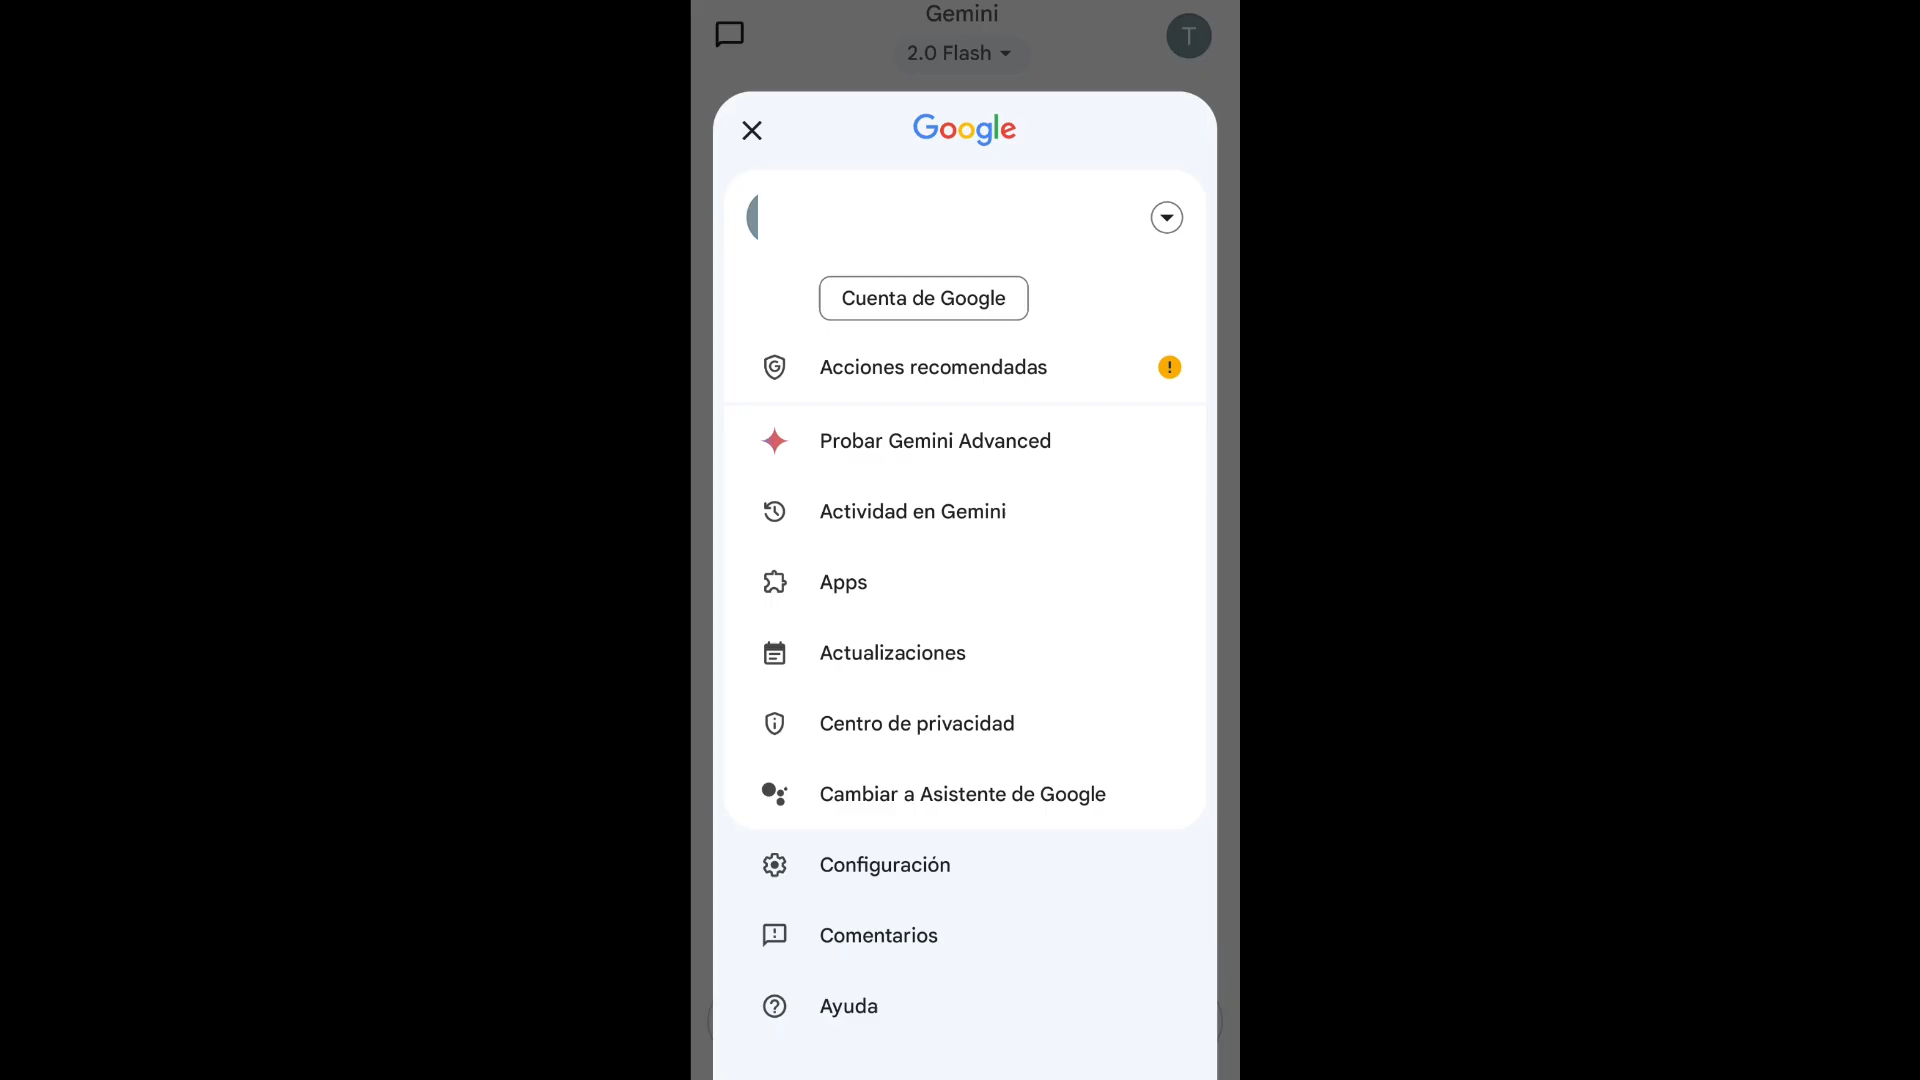 Gemini
2.0 Flash
T
Google
Cuenta de Google
Acciones recomendadas
Probar Gemini Advanced
Actividad en Gemini
Apps
Actualizaciones
Centro de privacidad
Cambiar a Asistente de Google
Configuración
Comentarios
Ayuda